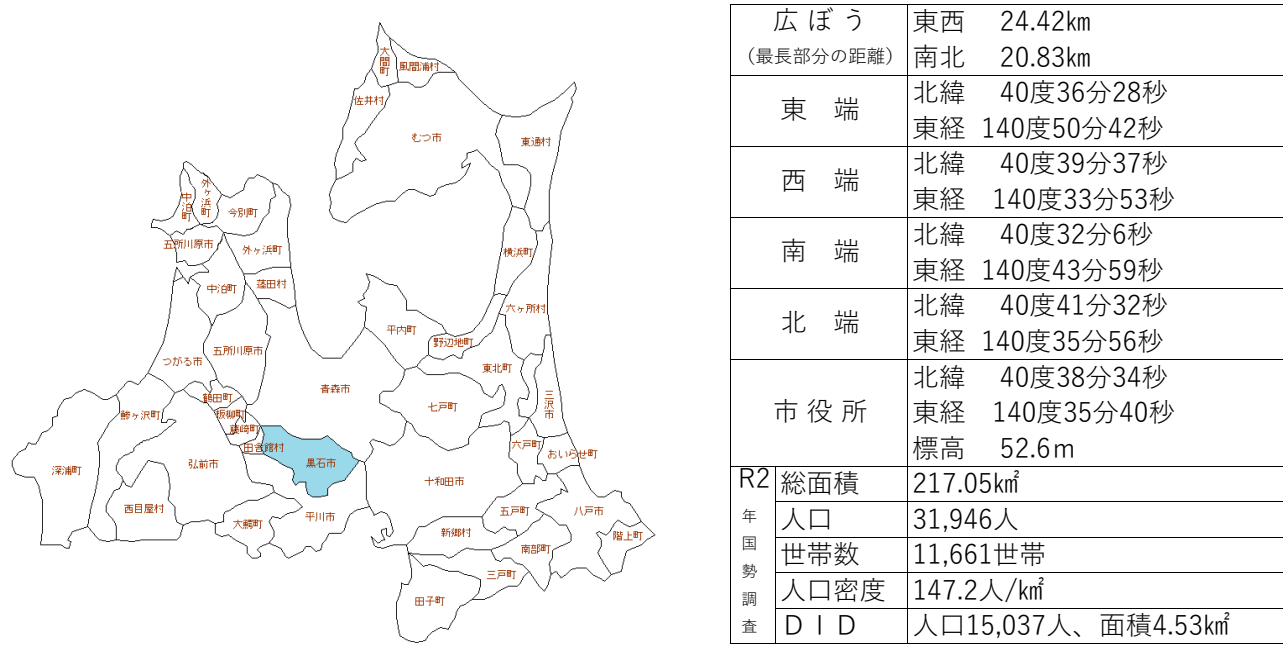 大間町
風間浦村
佐井村
むつ市
東通村
外ヶ浜町
中泊町
今別町
五所川原市
外ヶ浜町
横浜町
中泊町
蓬田村
六ヶ所村
平内町
野辺地町
つがる市
五所川原市
東北町
青森市
鶴田町
三沢市
鰺ヶ沢町
板柳町
七戸町
藤崎町
田舎館村
六戸町
おいらせ町
深浦町
弘前市
黒石市
十和田市
西目屋村
大鰐町
平川市
五戸町
八戸市
新郷村
階上町
南部町
三戸町
田子町
広ぼう 東西 24.42㎞
(最長部分の距離) 南北 20.83㎞
東 端 北緯 40度36分28秒
東経 140度50分42秒
西 端 北緯 40度39分37秒
東経 140度33分53秒
南 端 北緯 40度32分6秒
東経 140度43分59秒
北 端 北緯 40度41分32秒
東経 140度35分56秒
市役所 北緯 40度38分34秒
東経 140度35分40秒
標高 52.6ｍ
R2年国勢調査 総面積 217.05㎢
人口 31,946人
世帯数 11,661世帯
人口密度 147.2人/㎢
ＤＩＤ 人口15,037人、面積4.53㎢